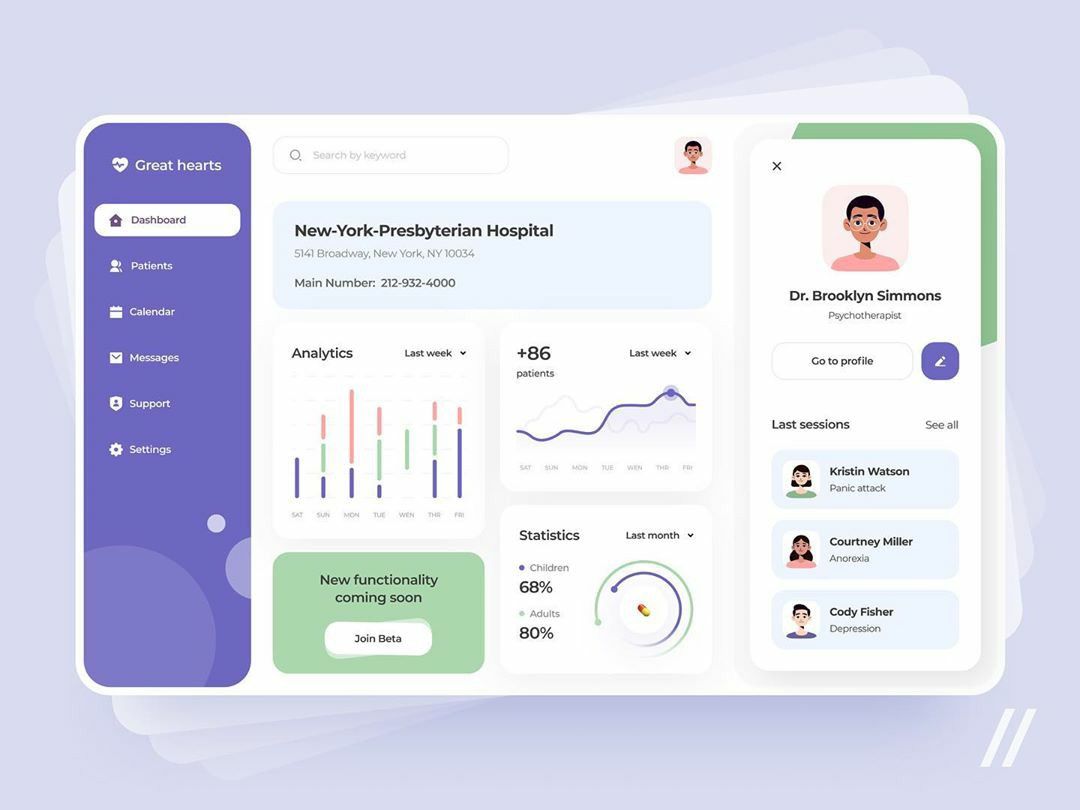 Great hearts
Dashboard
Patients
Calendar
Messages
Support
Settings
Search by keyword
New-York-Presbyterian Hospital
5141 Broadway, New York, NY 10034
Main Number: 212-932-4000
Analytics
Last week
SAT SUN MON TUE WEN THR FRI
New functionality
coming soon
Join Beta
+86
patients
Last week
SAT SUN MON TUE WEN THR FRI
Statistics
Last month
Children
68%
Adults
80%
Dr. Brooklyn Simmons
Psychotherapist
Go to profile
Last sessions
See all
Kristin Watson
Panic attack
Courtney Miller
Anorexia
Cody Fisher
Depression